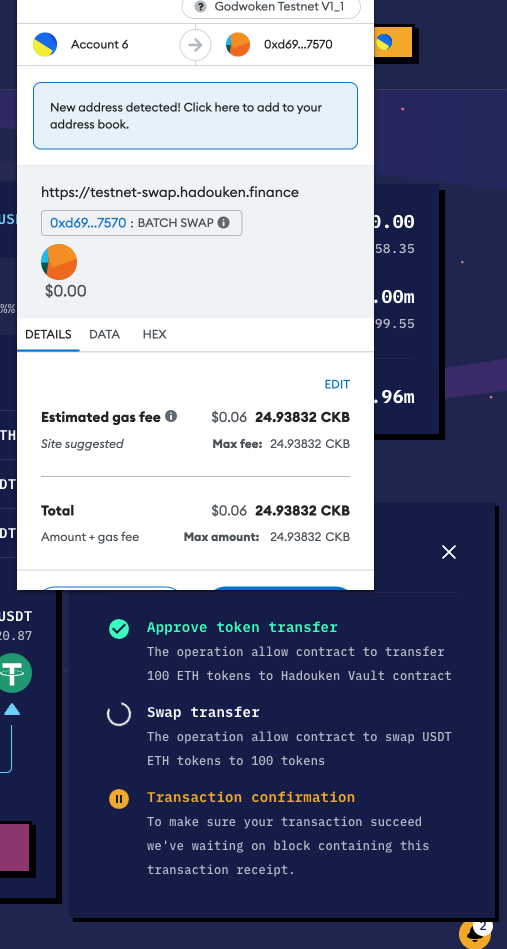 Godwoken Testnet V1_1
Account 6
0xd69...7570
New address detected! Click here to add to your
address book.
https://testnet-swap.hadouken.finance
0xd69...7570 : BATCH SWAP
$0.00
DETAILS
DATA
HEX
EDIT
Estimated gas fee
$0.06 24.93832 CKB
Site suggested
Max fee: 24.93832 CKB
Total
$0.06 24.93832 CKB
Amount + gas fee
Max amount: 24.93832 CKB
0.00
58.35
.00m
99.55
.96m
USDT
20.87
Approve token transfer
The operation allow contract to transfer
100 ETH tokens to Hadouken Vault contract
Swap transfer
The operation allow contract to swap USDT
ETH tokens to 100 tokens
Transaction confirmation
To make sure your transaction succeed
we've waiting on block containing this
transaction receipt.
2